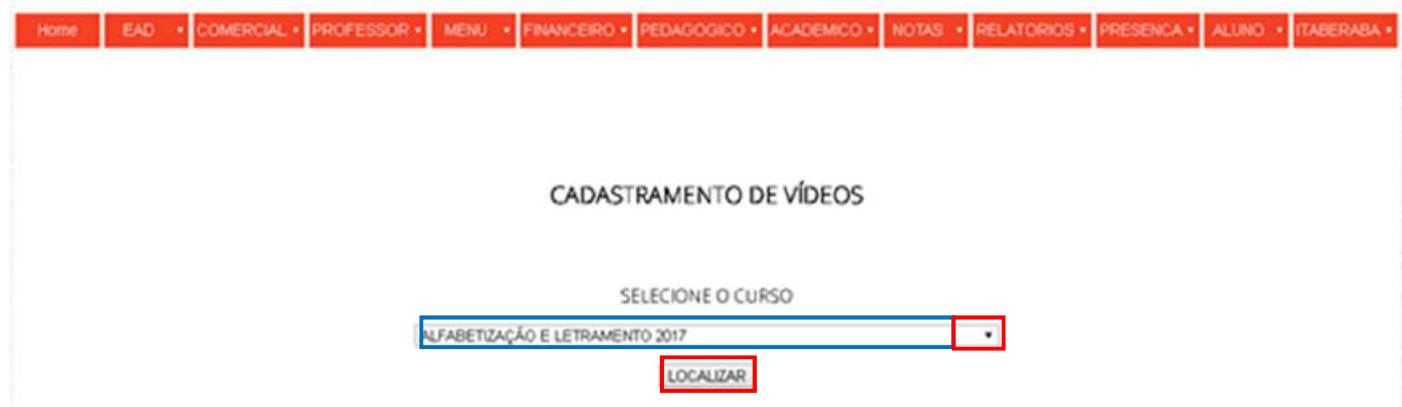 Home EAD COMERCIAL PROFESSOR MENU FINANCEIRO PEDAGOGICO ACADEMICO NOTAS RELATORIOS PRESENCA ALUNO ITABERABA
CADASTRAMENTO DE VÍDEOS
SELECIONE O CURSO
ALFABETIZAÇÃO E LETRAMENTO 2017
LOCALIZAR